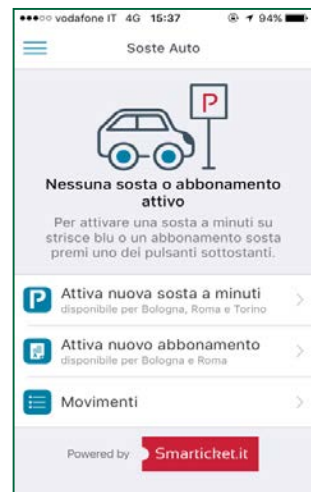 vodafone IT 4G 15:37 94%
Soste Auto
P
Nessuna sosta o abbonamento
attivo
Per attivare una sosta a minuti su
strisce blu o un abbonamento sosta
premi uno dei pulsanti sottostanti.
P Attiva nuova sosta a minuti
disponibile per Bologna, Roma e Torino
Attiva nuovo abbonamento
disponibile per Bologna e Roma
Movimenti
Powered by Smarticket.it